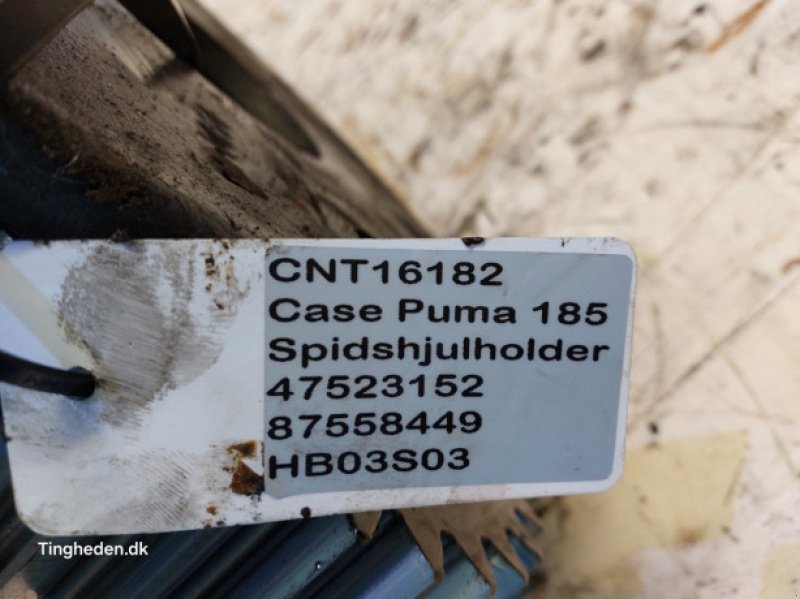 CNT16182
Case Puma 185
Spidshjulholder
47523152
87558449
HB03S03
Tingheden.dk